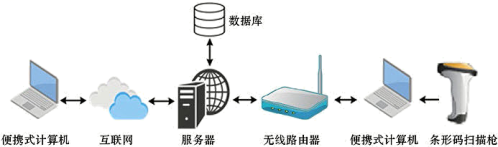 数据库
便携式计算机
互联网
服务器
无线路由器
便携式计算机
条形码扫描枪